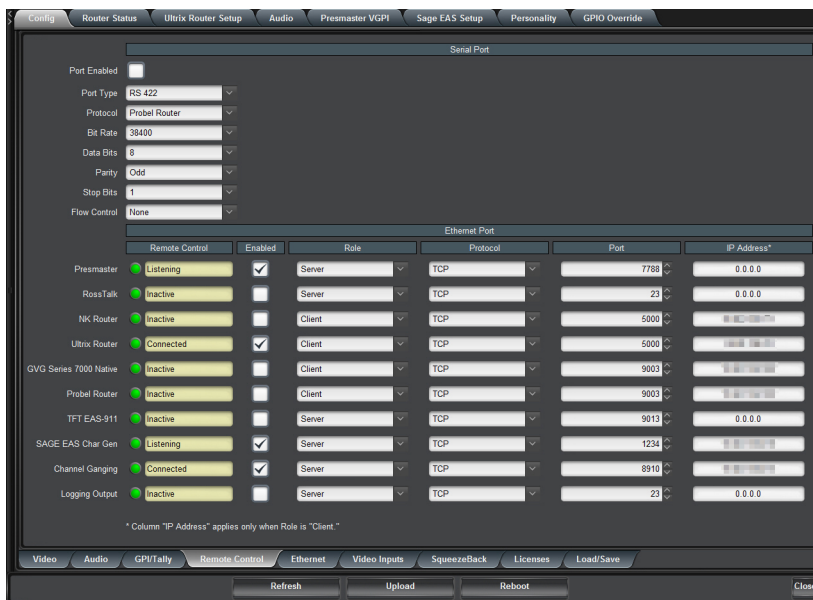 Config Router Status Ultrix Router Setup Audio Presmaster VGPI Sage EAS Setup Personality GPIO Override
Serial Port
Port Enabled
Port Type RS 422
Protocol Probel Router
Bit Rate 38400
Data Bits 8
Parity Odd
Stop Bits 1
Flow Control None
Ethernet Port
Remote Control Enabled Role Protocol Port IP Address*
Presmaster Listening Server TCP 7788 0.0.0.0
RossTalk Inactive Server TCP 23 0.0.0.0
NK Router Inactive Client TCP 5000
Ultrix Router Connected Client TCP 5000
GVG Series 7000 Native Inactive Client TCP 9003
Probel Router Inactive Client TCP 9003
TFT EAS-911 Inactive Server TCP 9013 0.0.0.0
SAGE EAS Char Gen Listening Server TCP 1234
Channel Ganging Connected Server TCP 8910
Logging Output Inactive Server TCP 23 0.0.0.0
* Column "IP Address" applies only when Role is "Client."
Video Audio GPI/Tally Remote Control Ethernet Video Inputs SqueezeBack Licenses Load/Save
Refresh Upload Reboot Close